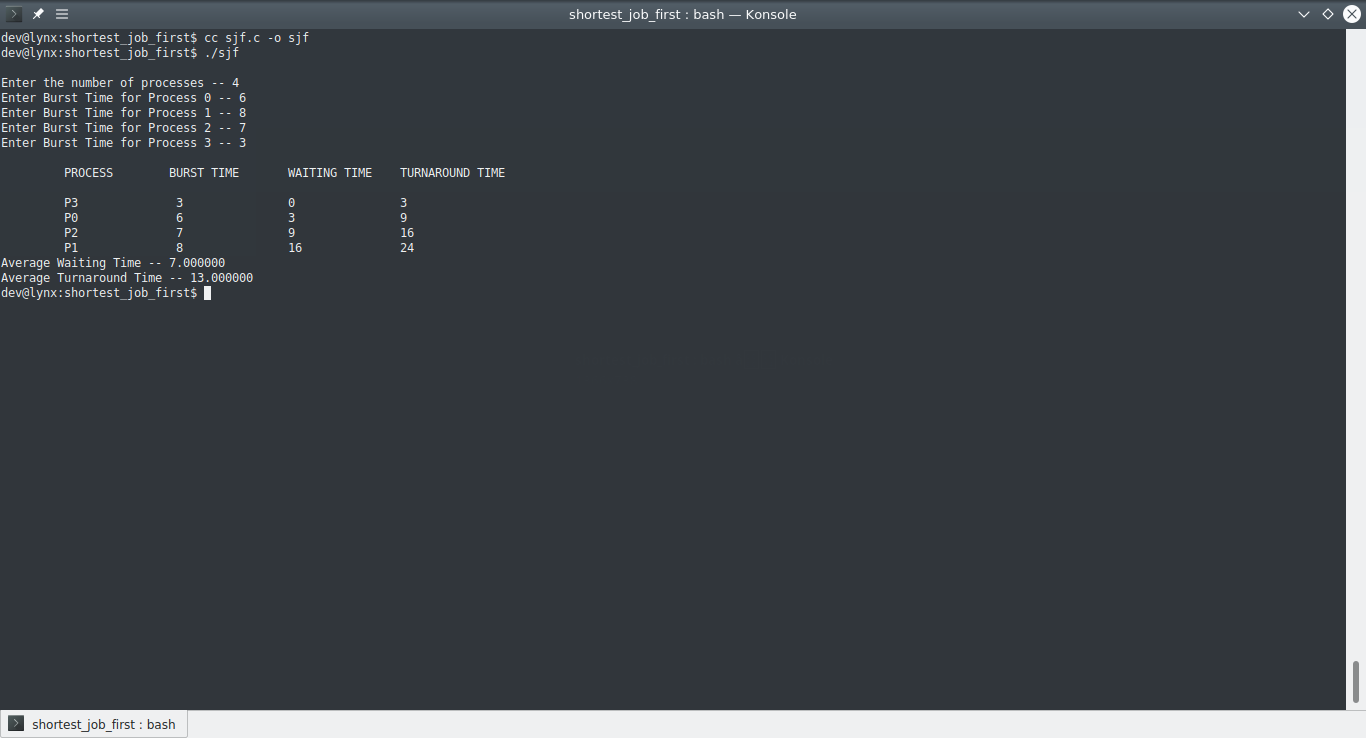 shortest_job_first : bash — Konsole
dev@lynx:shortest_job_first$ cc sjf.c -o sjf
dev@lynx:shortest_job_first$ ./sjf
Enter the number of processes -- 4
Enter Burst Time for Process 0 -- 6
Enter Burst Time for Process 1 -- 8
Enter Burst Time for Process 2 -- 7
Enter Burst Time for Process 3 -- 3
PROCESS BURST TIME WAITING TIME TURNAROUND TIME
P3 3 0 3
P0 6 3 9
P2 7 9 16
P1 8 16 24
Average Waiting Time -- 7.000000
Average Turnaround Time -- 13.000000
dev@lynx:shortest_job_first$
shortest_job_first : bash